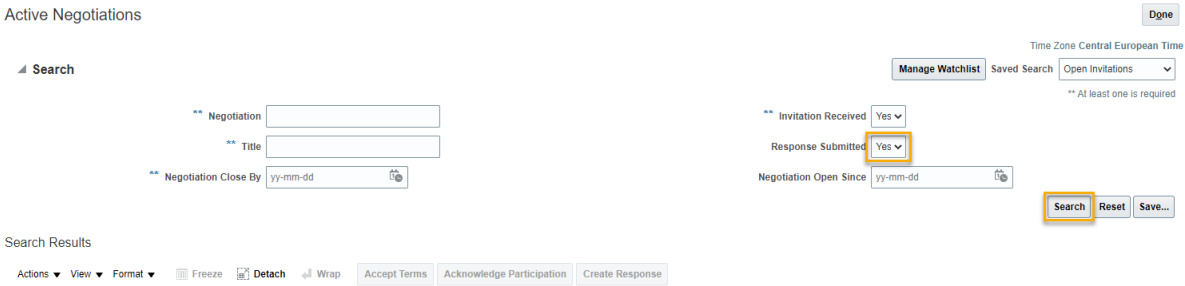 Active Negotiations
Done
Time Zone Central European Time
Search
Manage Watchlist Saved Search Open Invitations
** At least one is required
** Negotiation
** Invitation Received Yes
** Title
Response Submitted Yes
** Negotiation Close By yy-mm-dd
Negotiation Open Since yy-mm-dd
Search Reset Save...
Search Results
Actions View Format Freeze Detach Wrap Accept Terms Acknowledge Participation Create Response